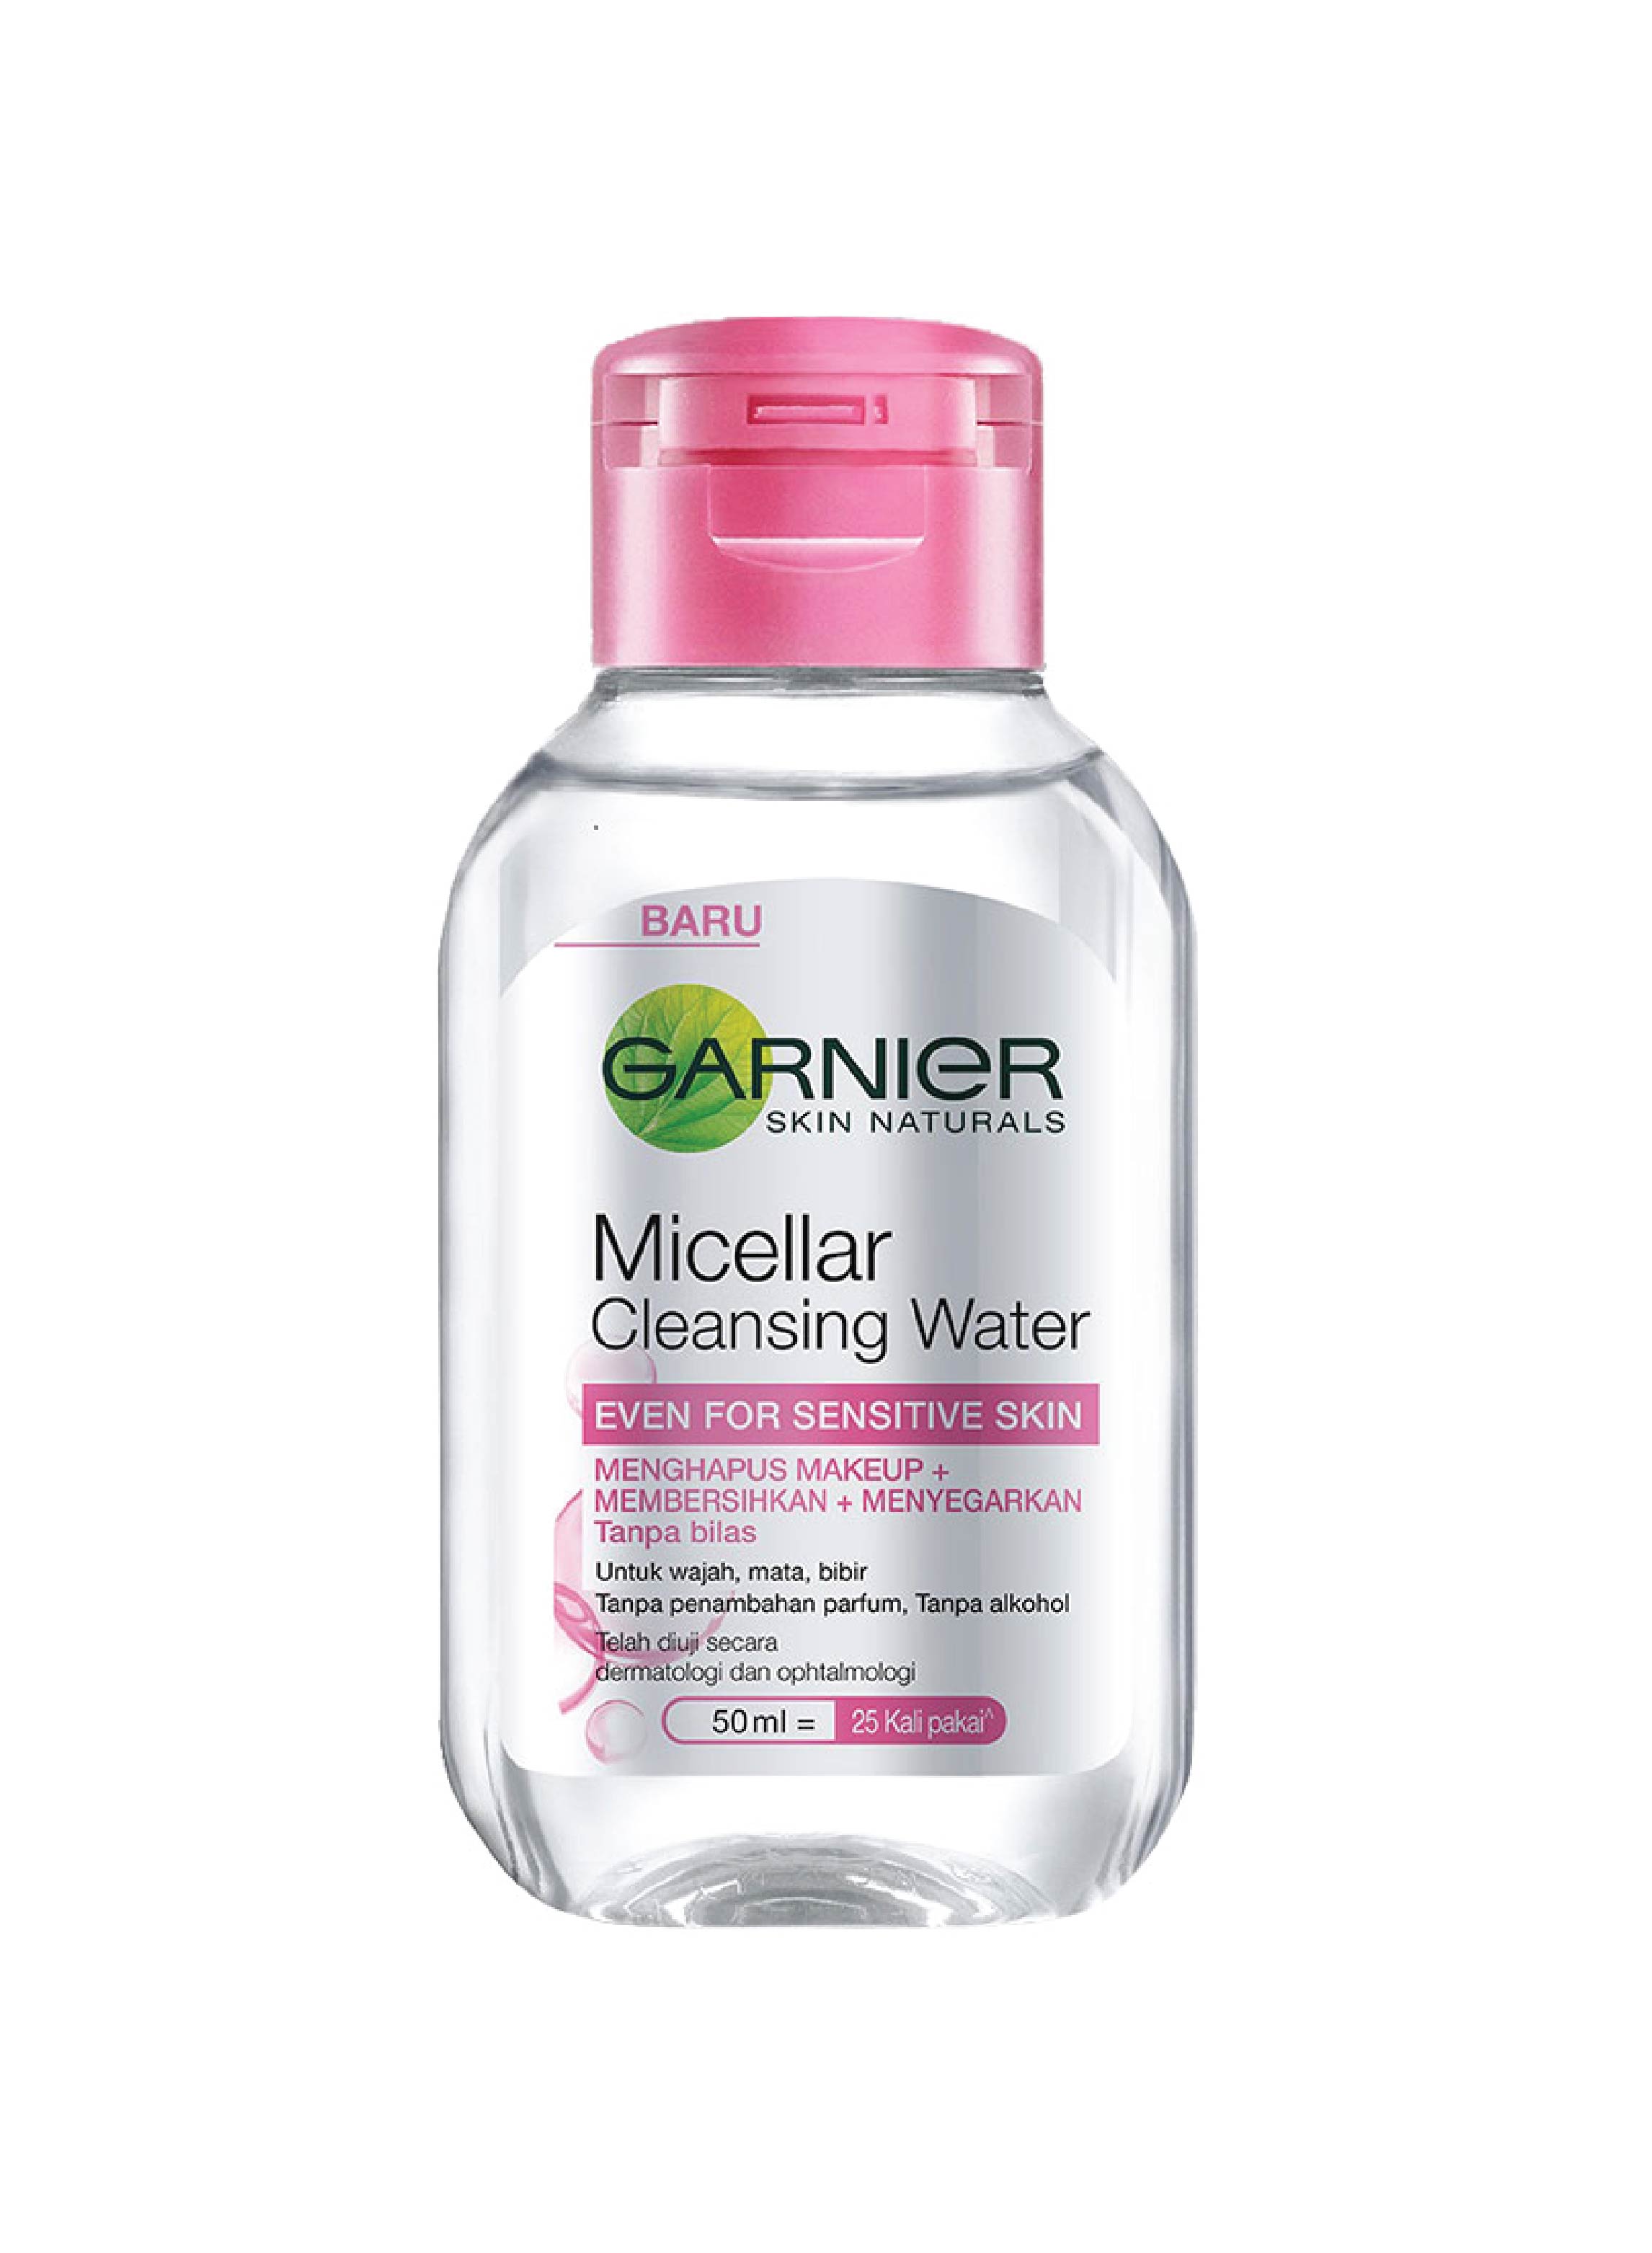 BARU
GARNIER
SKIN NATURALS
Micellar
Cleansing Water
EVEN FOR SENSITIVE SKIN
MENGHAPUS MAKEUP +
MEMBERSIHKAN + MENYEGARKAN
Tanpa bilas
Untuk wajah, mata, bibir
Tanpa penambahan parfum, Tanpa alkohol
Telah diuji secara
dermatologi dan ophtalmologi
50ml = 25 Kali pakai^